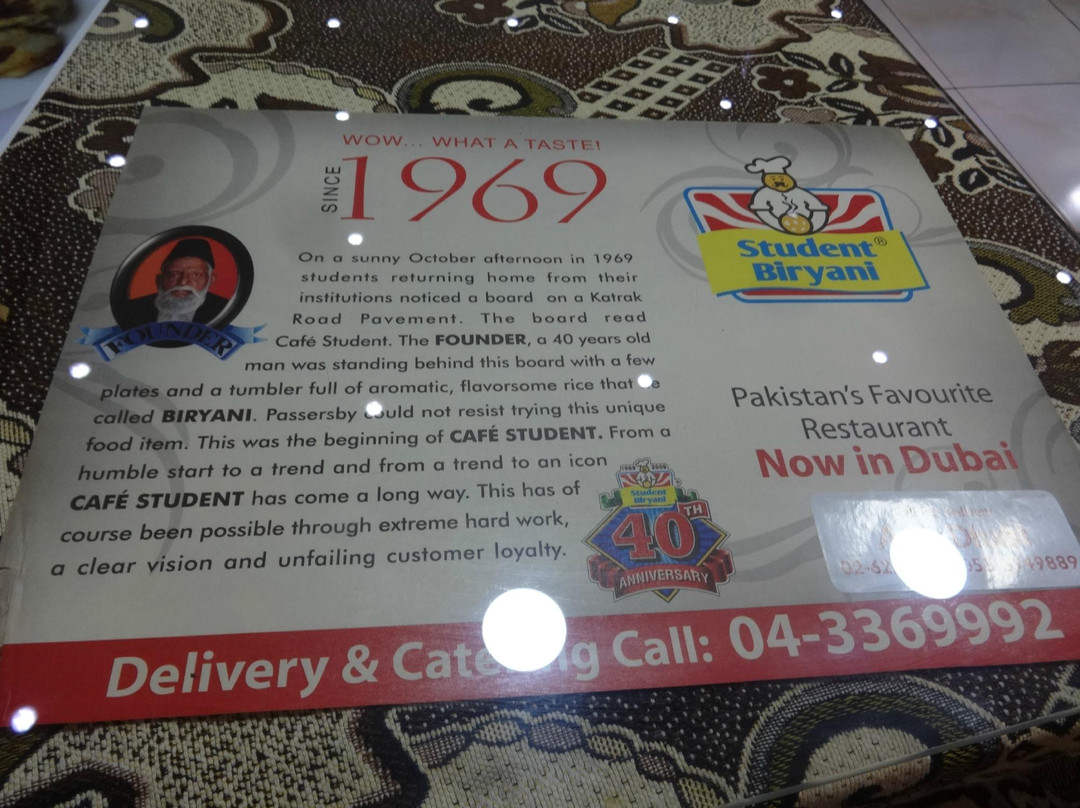 WOW... WHAT A TASTE!
SINCE
1969
On a sunny October afternoon in 1969
students returning home from their
institutions noticed a board on a Katrak
Road Pavement. The board read
Café Student. The FOUNDER, a 40 years old
man was standing behind this board with a few
plates and a tumbler full of aromatic, flavorsome rice that
called BIRYANI. Passersby could not resist trying this unique
food item. This was the beginning of CAFÉ STUDENT. From a
humble start to a trend and from a trend to an icon
CAFÉ STUDENT has come a long way. This has of
course been possible through extreme hard work,
a clear vision and unfailing customer loyalty.
FOUNDER
Student
Biryani
40TH
ANNIVERSARY
Student®
Biryani
Pakistan's Favourite
Restaurant
Now in Dubai
Delivery & Catering Call: 04-3369992